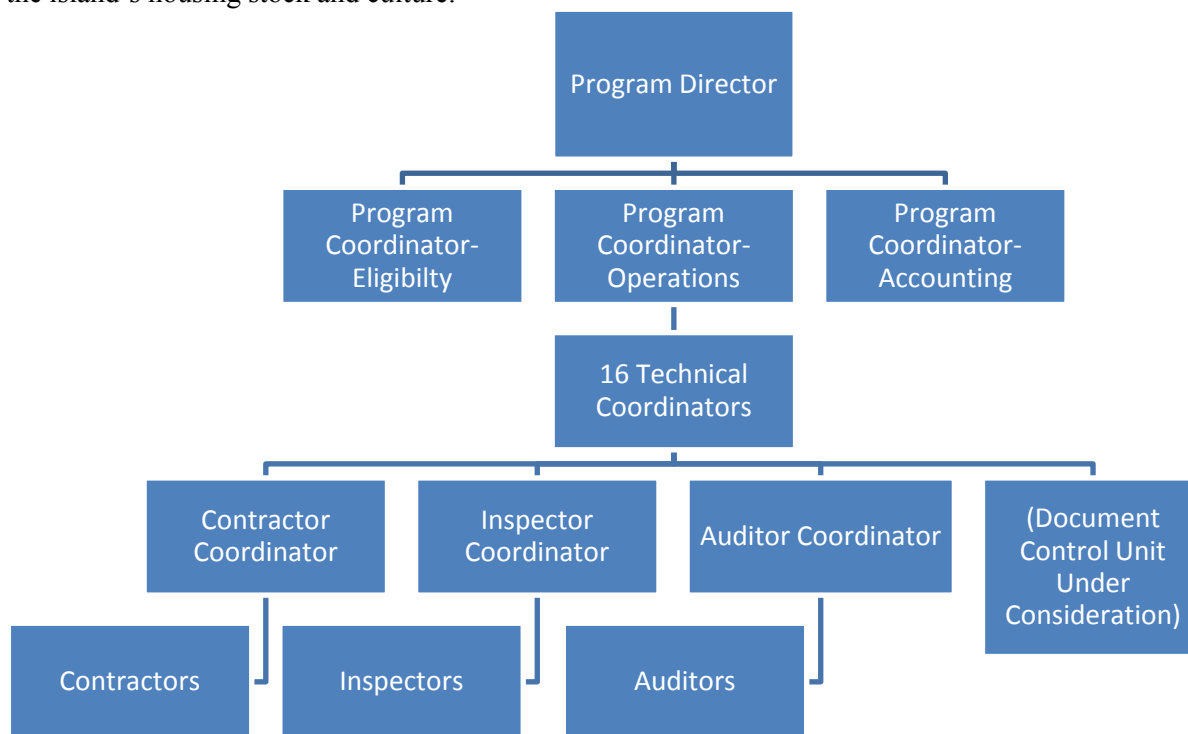 the island's housing stock and culture.
Program Director
Program
Coordinator-
Eligibilty
Program
Coordinator-
Operations
Program
Coordinator-
Accounting
16 Technical
Coordinators
Contractor
Coordinator
Inspector
Coordinator
Auditor Coordinator
(Document
Control Unit
Under
Consideration)
Contractors
Inspectors
Auditors